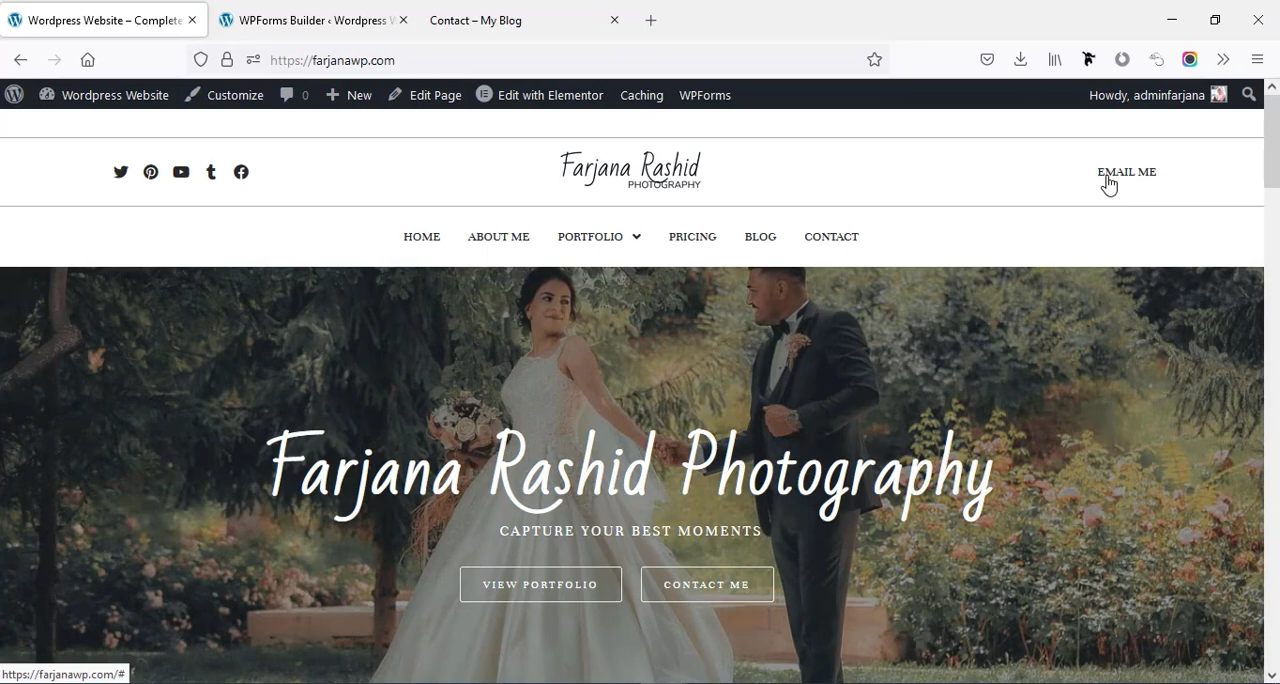 Wordpress Website – Complete
WPForms Builder ‹ Wordpress W
Contact – My Blog
https://farjanawp.com
Wordpress Website
Customize
0
New
Edit Page
Edit with Elementor
Caching
WPForms
Howdy, adminfarjana
Farjana Rashid
PHOTOGRAPHY
EMAIL ME
HOME
ABOUT ME
PORTFOLIO
PRICING
BLOG
CONTACT
Farjana Rashid Photography
CAPTURE YOUR BEST MOMENTS
VIEW PORTFOLIO
CONTACT ME
https://farjanawp.com/#